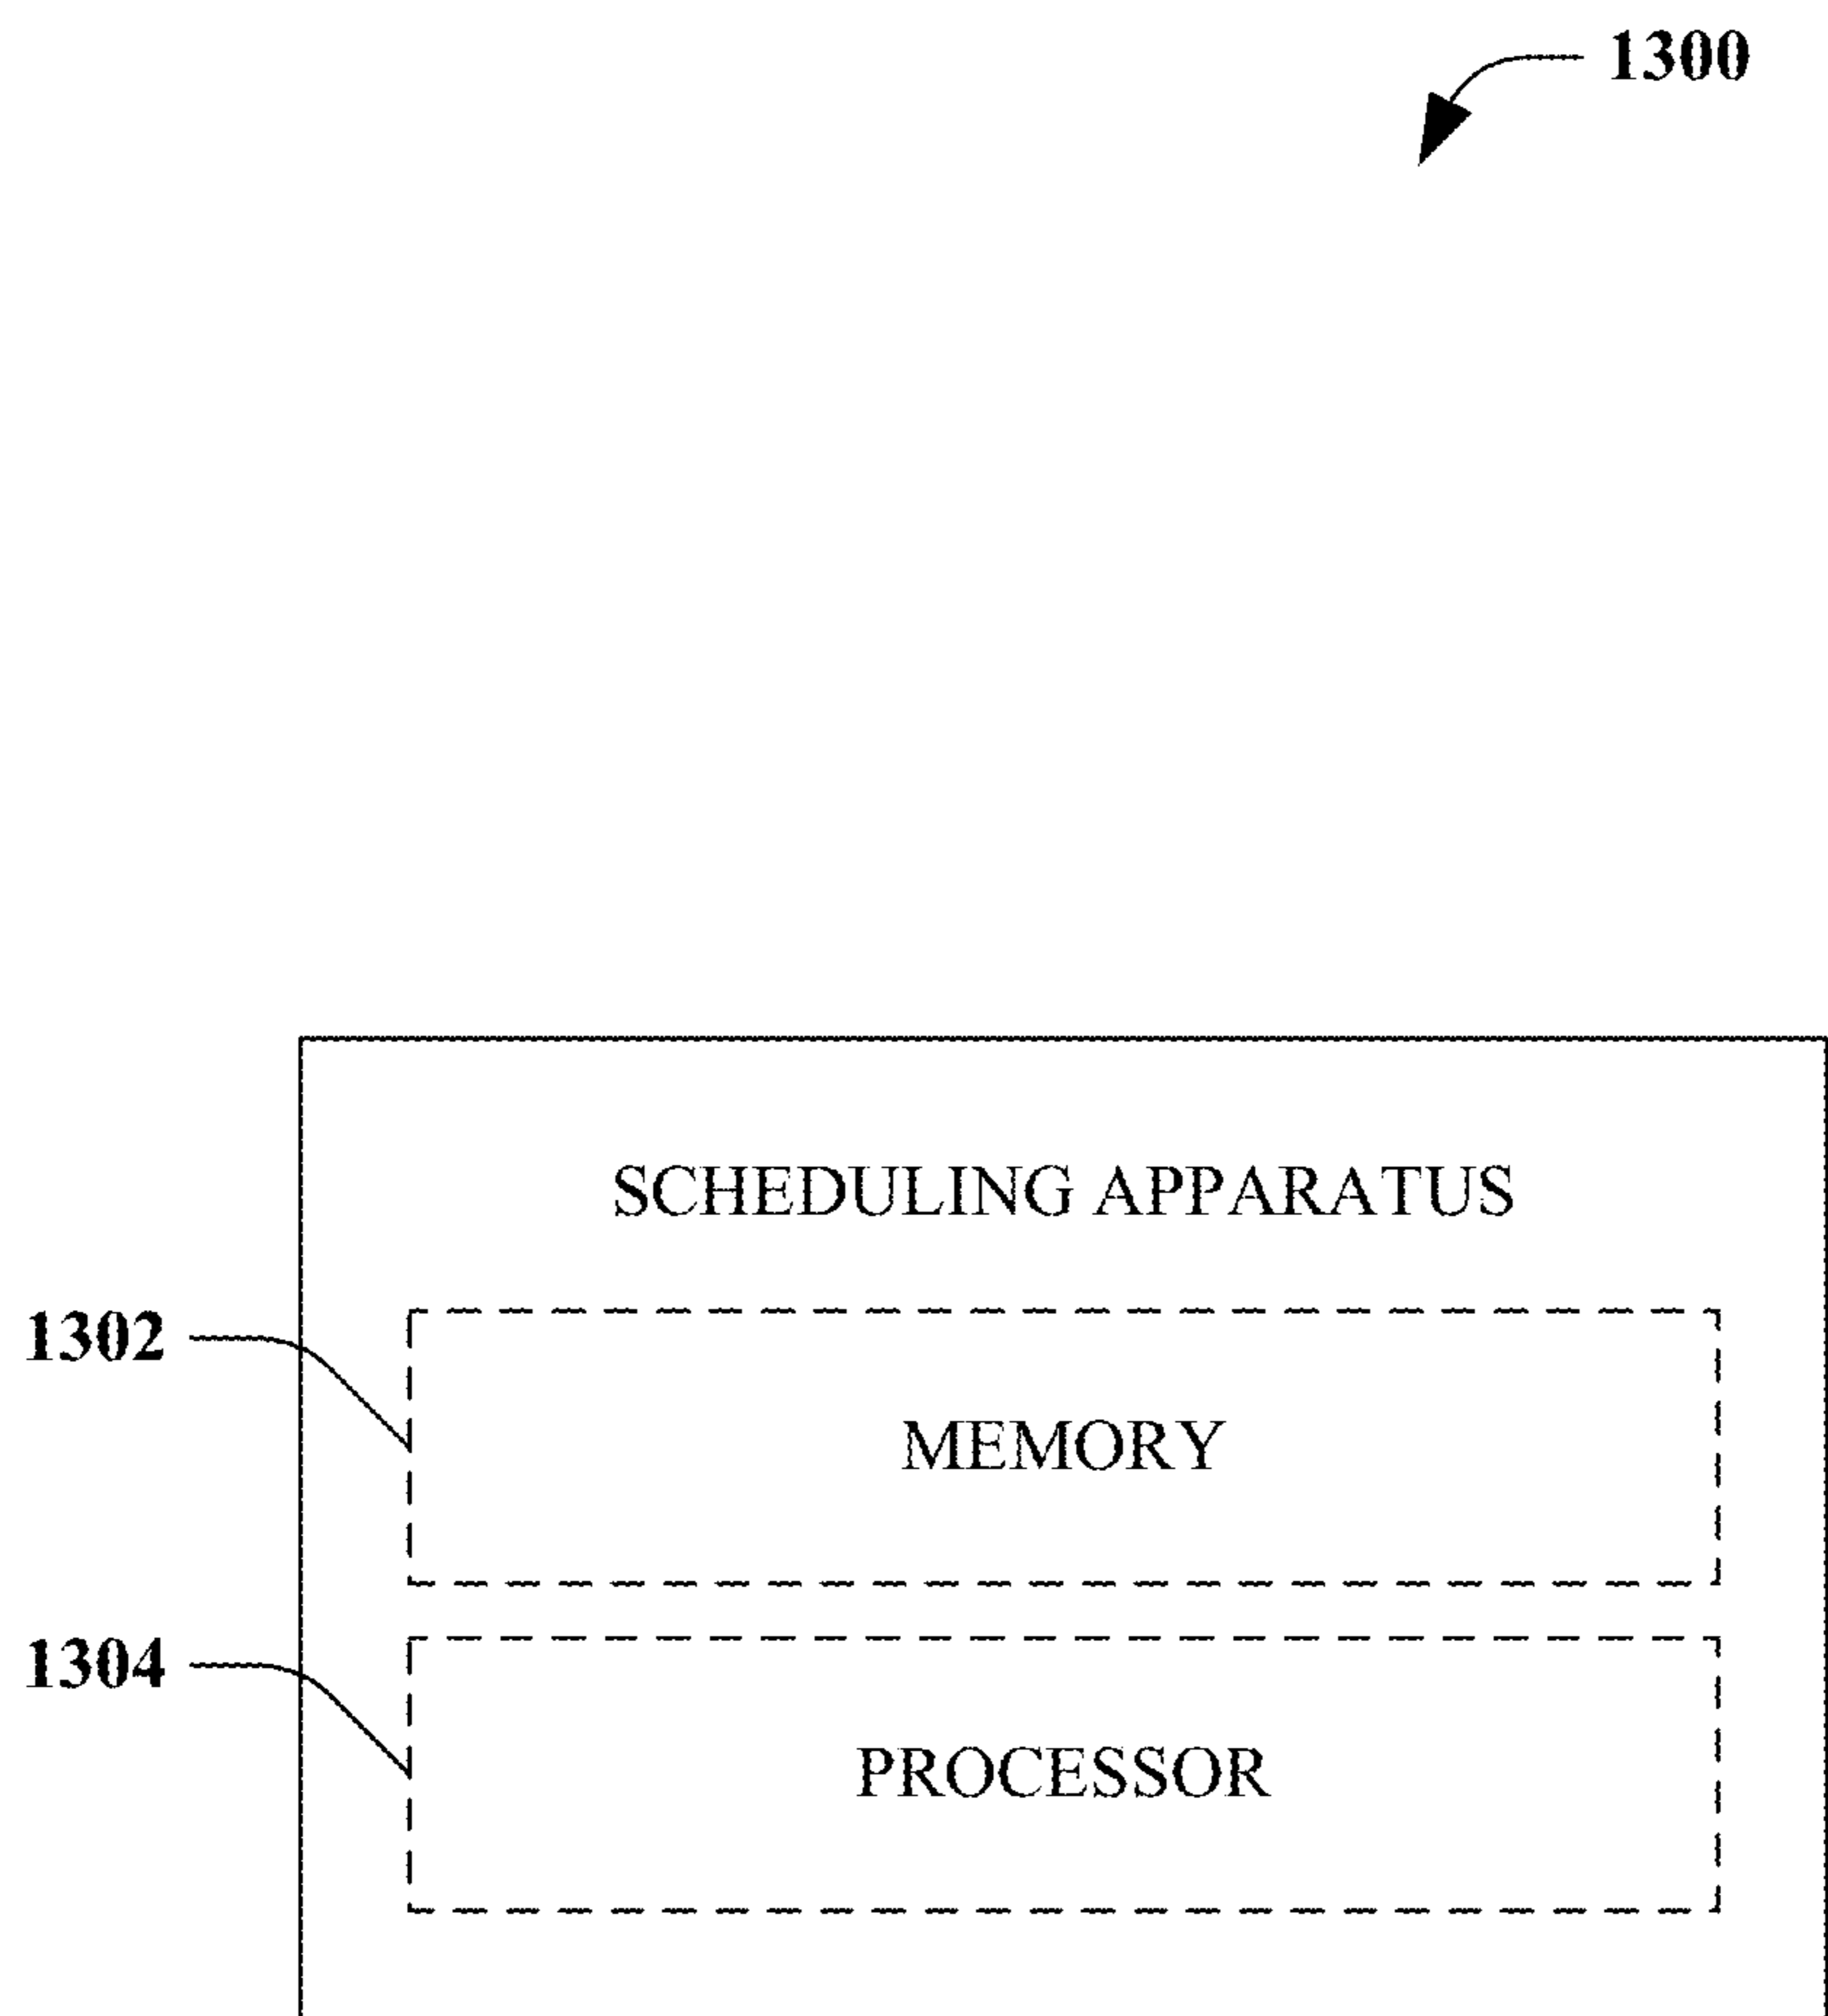 1300
SCHEDULING APPARATUS
1302
MEMORY
1304
PROCESSOR